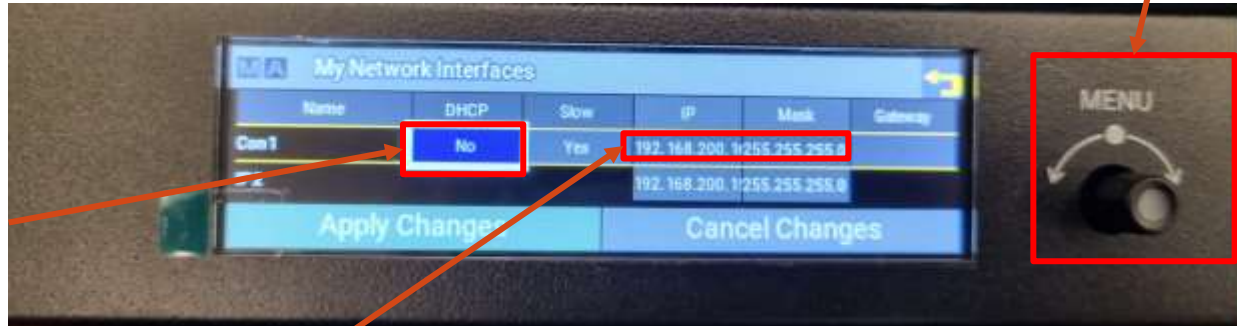 M A My Network Interfaces
Name DHCP Slow IP Mask Gateway
Con1 No Yes 192.168.200.1 255.255.255.0
192.168.200.1 255.255.255.0
Apply Changes Cancel Changes
MENU